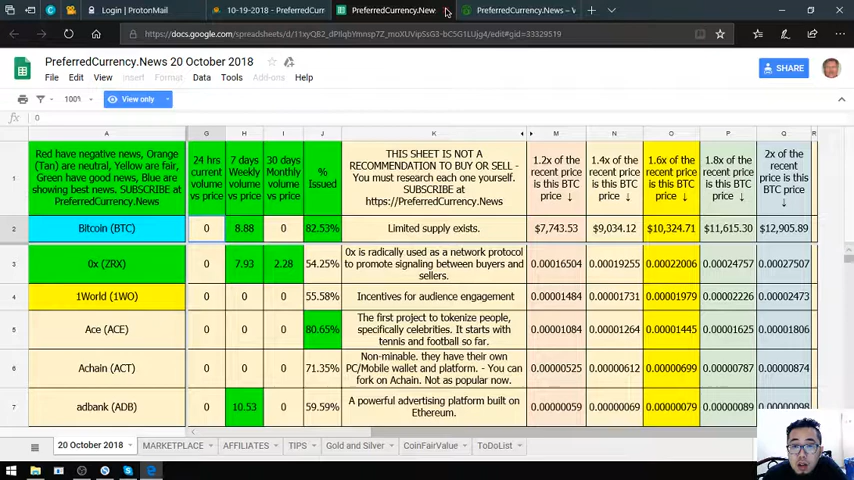 Login | ProtonMail
10-19-2018 - PreferredCurr
PreferredCurrency.News
PreferredCurrency.News – V
PreferredCurrency.News 20 October 2018
File Edit View Insert Format Data Tools Add-ons Help
SHARE
100%
View only
fx 0
A G H I J K M N O P Q R
1
Red have negative news, Orange
(Tan) are neutral, Yellow are fair,
Green have good news, Blue are
showing best news. SUBSCRIBE at
PreferredCurrency.News
24 hrs
current
volume
vs price
7 days
Weekly
volume
vs price
30 days
Monthly
volume
vs price
%
Issued
THIS SHEET IS NOT A
RECOMMENDATION TO BUY OR SELL -
You must research each one yourself.
SUBSCRIBE at
https://PreferredCurrency.News
1.2x of the
recent price
is this BTC
price ↓
1.4x of the
recent price
is this BTC
price ↓
1.6x of the
recent price
is this BTC
price ↓
1.8x of the
recent price
is this BTC
price ↓
2x of the
recent price
is this BTC
price
↓
2 Bitcoin (BTC) 0 8.88 0 82.53% Limited supply exists. $7,743.53 $9,034.12 $10,324.71 $11,615.30 $12,905.89
3 0x (ZRX) 0 7.93 2.28 54.25%
0x is radically used as a network protocol
to promote signaling between buyers and
sellers.
0.00016504 0.00019255 0.00022006 0.00024757 0.00027507
4 1World (1WO) 0 0 0 55.58% Incentives for audience engagement 0.00001484 0.00001731 0.00001979 0.00002226 0.00002473
5 Ace (ACE) 0 0 0 80.65%
The first project to tokenize people,
specifically celebrities. It starts with
tennis and football so far.
0.00001084 0.00001264 0.00001445 0.00001625 0.00001806
6 Achain (ACT) 0 0 0 71.35%
Non-minable. they have their own
PC/Mobile wallet and platform. - You can
fork on Achain. Not as popular now.
0.00000525 0.00000612 0.00000699 0.00000787 0.00000874
7 adbank (ADB) 0 10.53 0 59.59%
A powerful advertising platform built on
Ethereum.
0.00000059 0.00000069 0.00000079 0.00000089 0.00000098
20 October 2018 MARKETPLACE AFFILIATES TIPS Gold and Silver CoinFairValue ToDoList